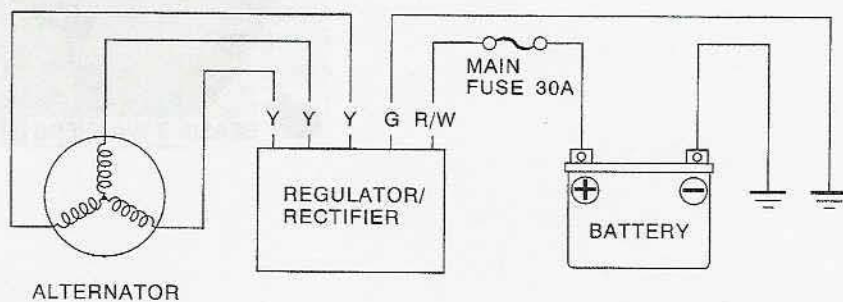 MAIN
FUSE 30A
Y Y Y G R/W
REGULATOR/
RECTIFIER
+ −
BATTERY
ALTERNATOR